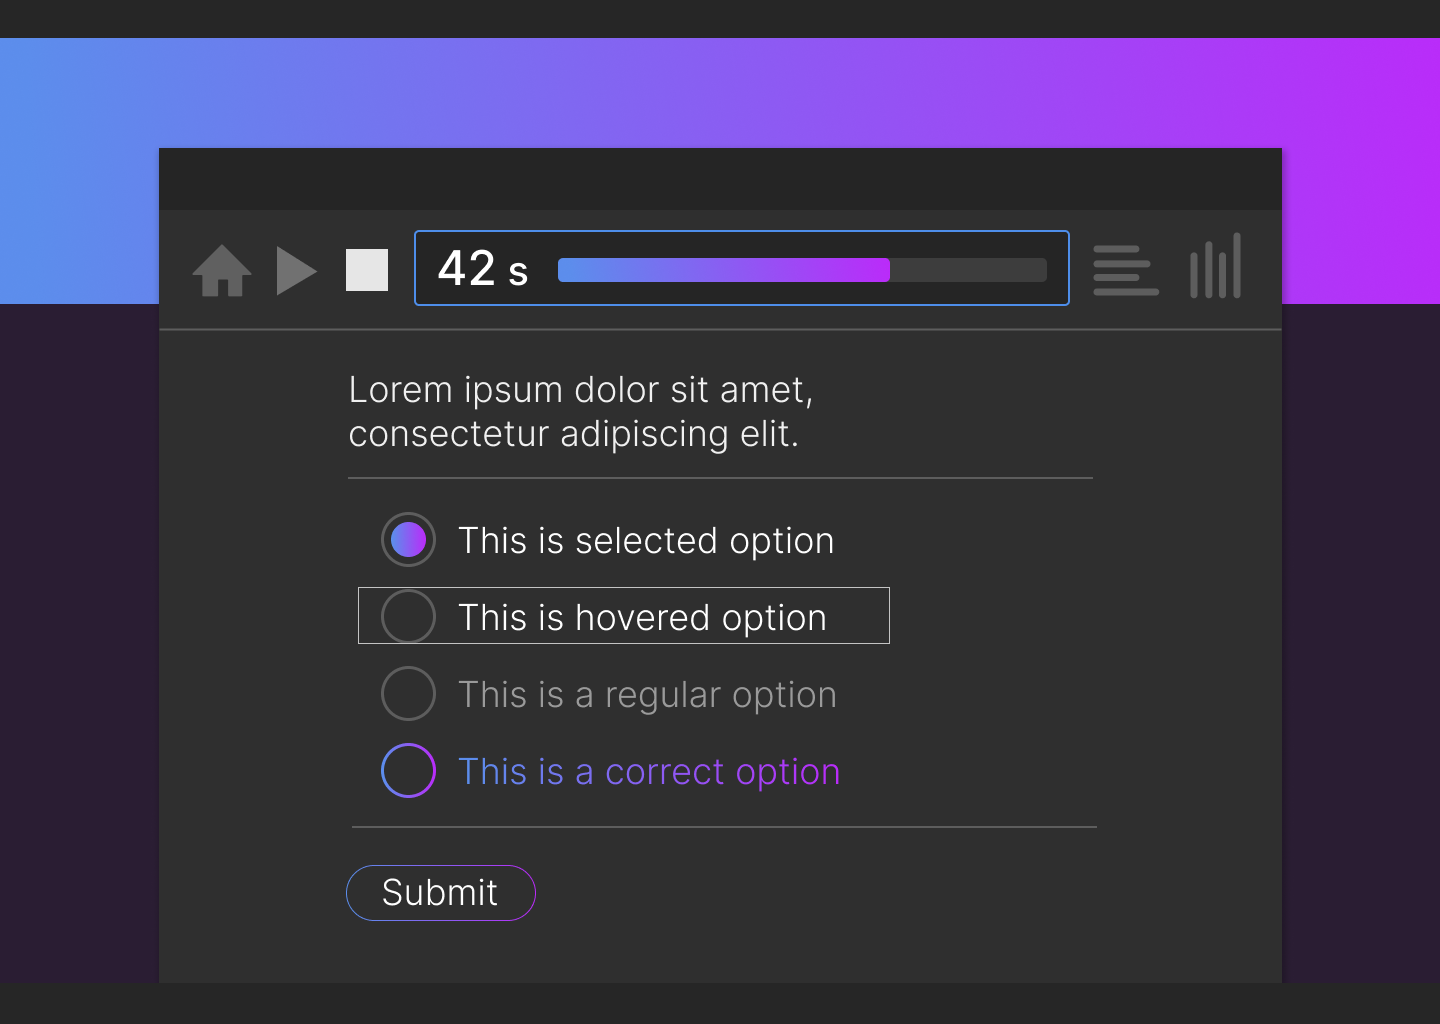 42 s
Lorem ipsum dolor sit amet,
consectetur adipiscing elit.
This is selected option
This is hovered option
This is a regular option
This is a correct option
Submit